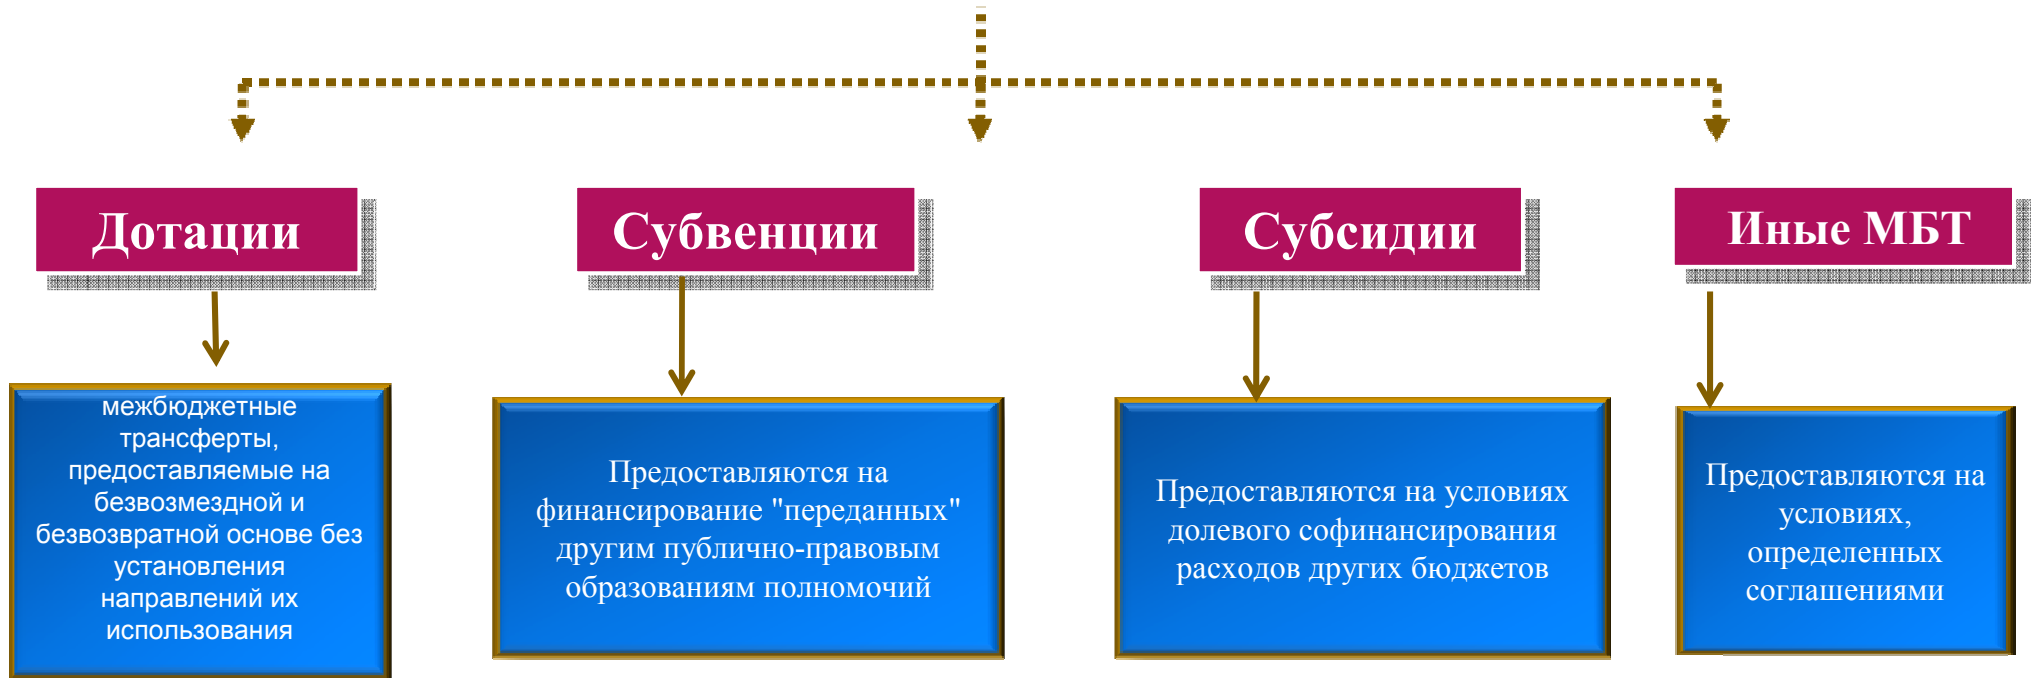 Дотации
Субвенции
Субсидии
Иные МБТ
межбюджетные
трансферты,
предоставляемые на
безвозмездной и
безвозвратной основе без
установления
направлений их
использования
Предоставляются на
финансирование "переданных"
другим публично-правовым
образованиям полномочий
Предоставляются на условиях
долевого софинансирования
расходов других бюджетов
Предоставляются на
условиях,
определенных
соглашениями